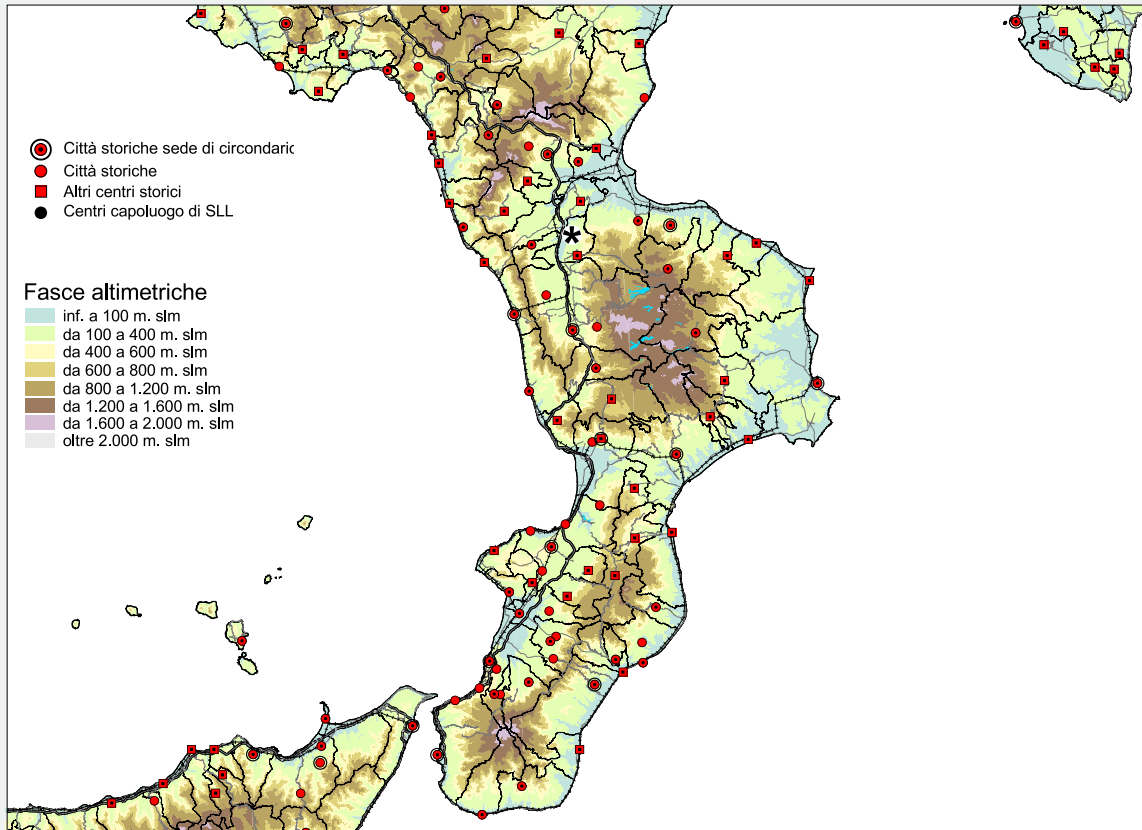 Città storiche sede di circondario
Città storiche
Altri centri storici
Centri capoluogo di SLL
Fasce altimetriche
inf. a 100 m. slm
da 100 a 400 m. slm
da 400 a 600 m. slm
da 600 a 800 m. slm
da 800 a 1.200 m. slm
da 1.200 a 1.600 m. slm
da 1.600 a 2.000 m. slm
oltre 2.000 m. slm
*